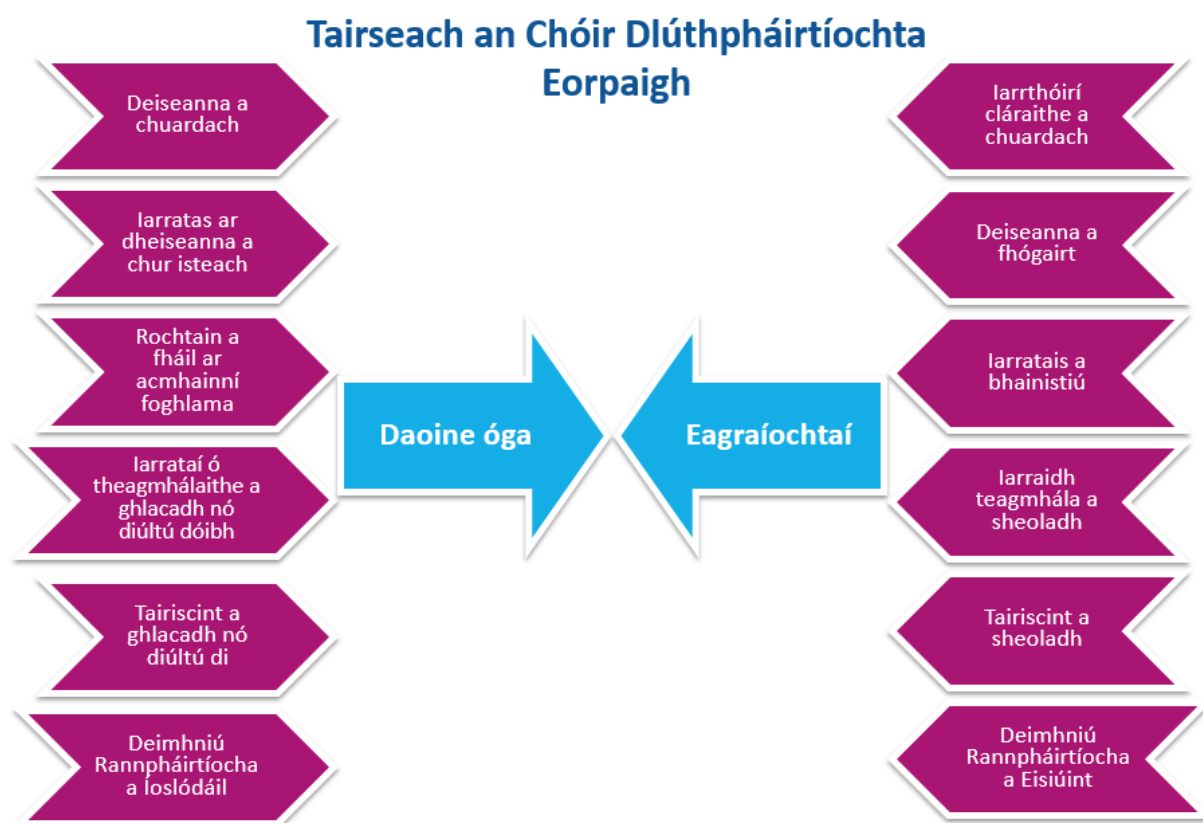 Tairseach an Chóir Dlúthpháirtíochta
Eorpaigh
Deiseanna a
chuardach
Iarratas ar
dheiseanna a
chur isteach
Rochtain a
fháil ar
acmhainní
foghlama
Iarrataí ó
theagmhálaithe a
ghlacadh nó
diúltú dóibh
Tairiscint a
ghlacadh nó
diúltú di
Deimhniú
Rannpháirtíocha
a Íoslódáil
Daoine óga
Eagraíochtaí
Iarrthóirí
cláraithe a
chuardach
Deiseanna a
fhógairt
Iarratais a
bhainistiú
Iarraidh
teagmhála a
sheoladh
Tairiscint a
sheoladh
Deimhniú
Rannpháirtíocha
a Eisiúint